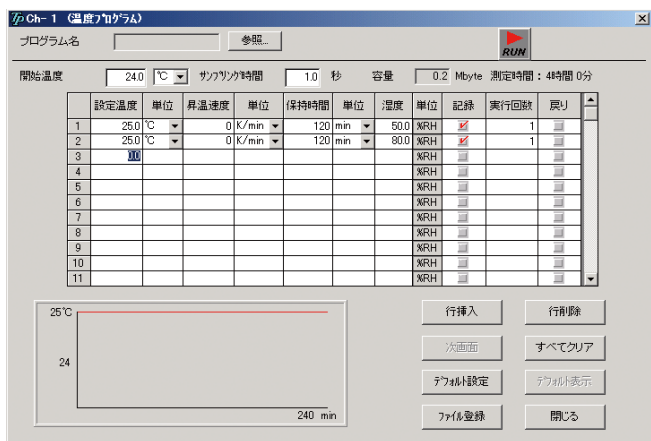 Tp Ch- 1 (温度ﾌﾟﾛｸﾞﾗﾑ)
プログラム名 参照... RUN
開始温度 24.0 ℃ ｻﾝﾌﾟﾘﾝｸﾞ時間 1.0 秒 容量 0.2 Mbyte 測定時間 : 4時間 0分
設定温度 単位 昇温速度 単位 保持時間 単位 湿度 単位 記録 実行回数 戻り
1 25.0 ℃ 0 K/min 120 min 50.0 %RH 1
2 25.0 ℃ 0 K/min 120 min 80.0 %RH 1
3 0.0 %RH
4 %RH
5 %RH
6 %RH
7 %RH
8 %RH
9 %RH
10 %RH
11 %RH
25℃
24
240 min
行挿入 行削除
次画面 すべてクリア
ﾃﾞﾌｫﾙﾄ設定 ﾃﾞﾌｫﾙﾄ表示
ﾌｧｲﾙ登録 閉じる